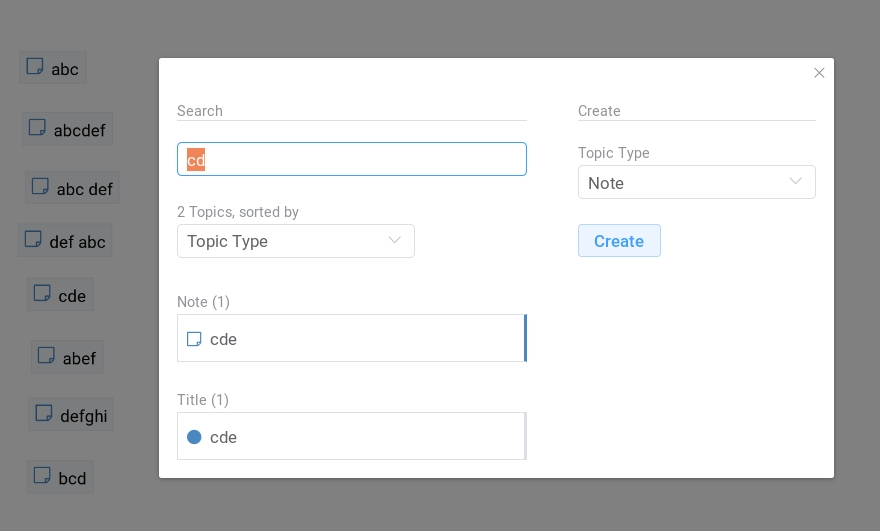 abc
abcdef
abc def
def abc
cde
abef
defghi
bcd
Search
cd
2 Topics, sorted by
Topic Type
Note (1)
cde
Title (1)
cde
Create
Topic Type
Note
Create